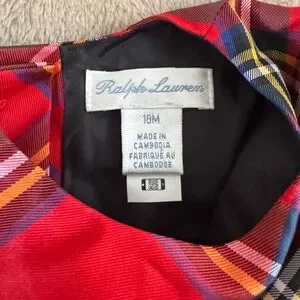 Ralph Lauren
18M
MADE IN
CAMBODIA
FABRIQUÉ AU
CAMBODGE